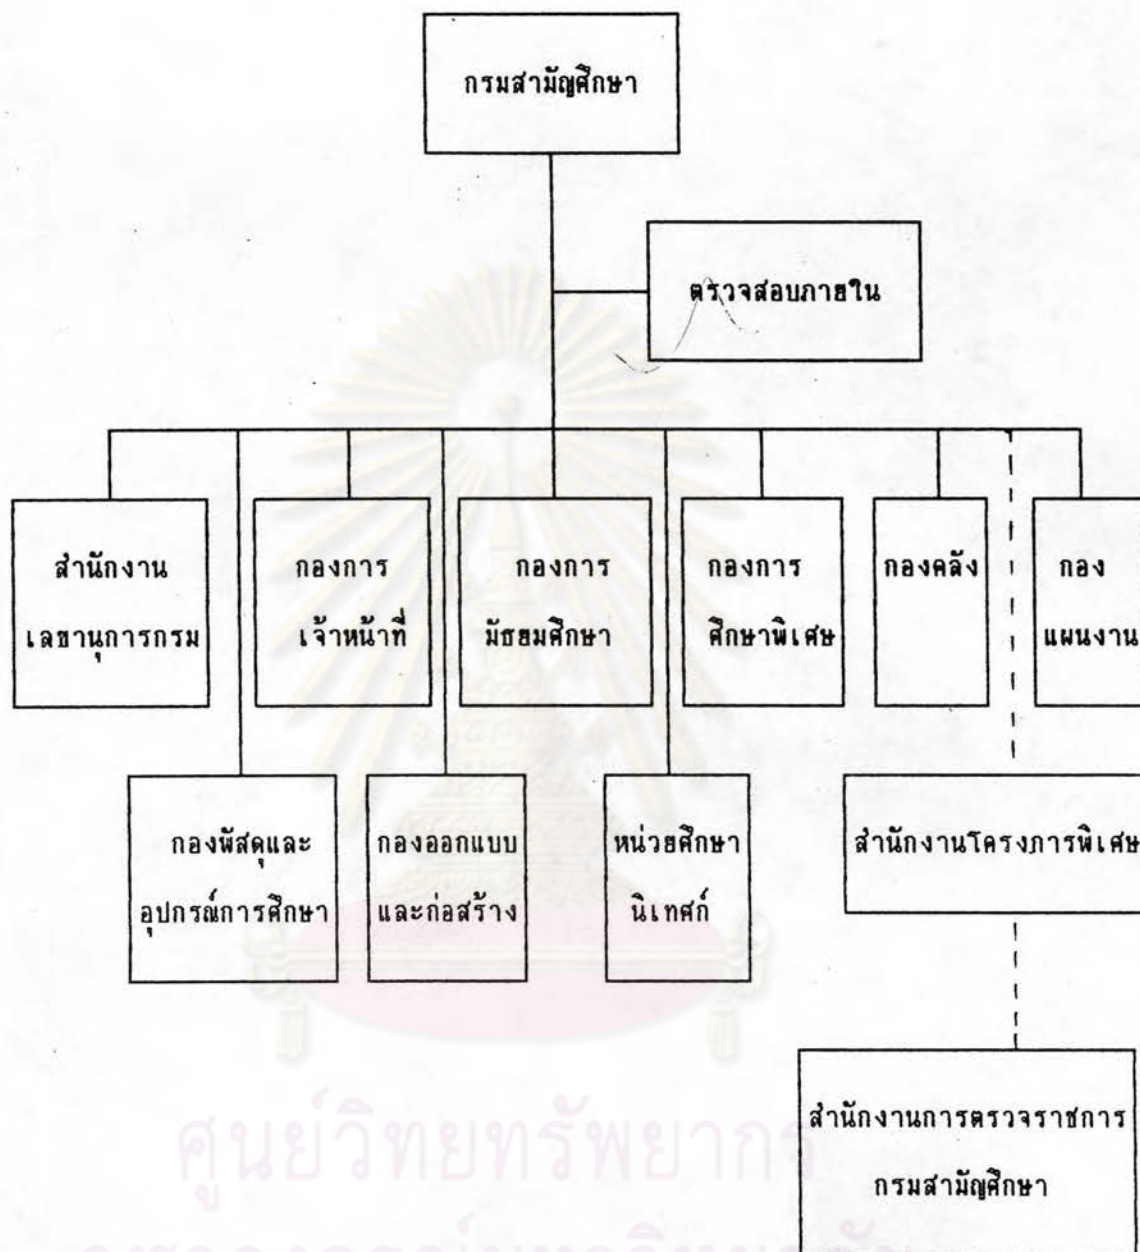 กรมสามัญศึกษา
ตรวจสอบภายใน
สำนักงาน
เลขานุการกรม
กองการ
เจ้าหน้าที่
กองการ
มัธยมศึกษา
กองการ
ศึกษาพิเศษ
กองคลัง
กอง
แผนงาน
กองพัสดุและ
อุปกรณ์การศึกษา
กองออกแบบ
และก่อสร้าง
หน่วยศึกษา
นิเทศก์
สำนักงานโครงการพิเศษ
สำนักงานการตรวจราชการ
กรมสามัญศึกษา
ศูนย์วิทยทรัพยากร